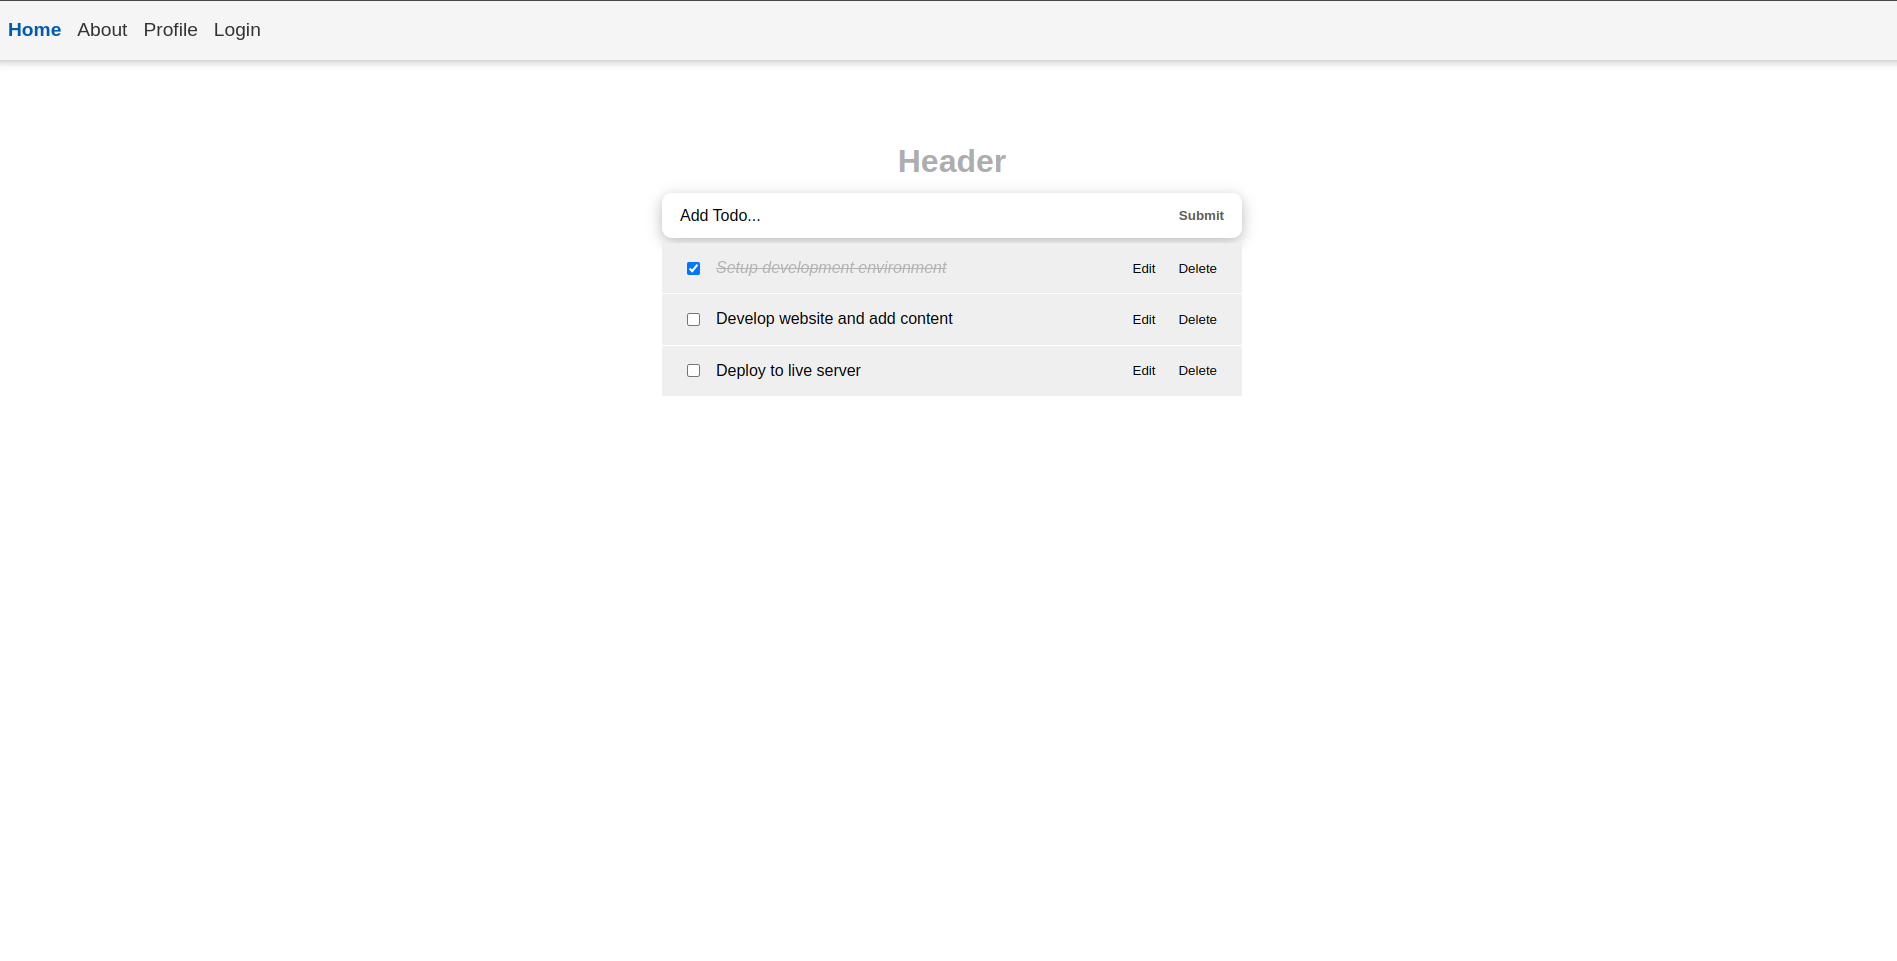 Home About Profile Login
Header
Add Todo... Submit
Setup development environment Edit Delete
Develop website and add content Edit Delete
Deploy to live server Edit Delete